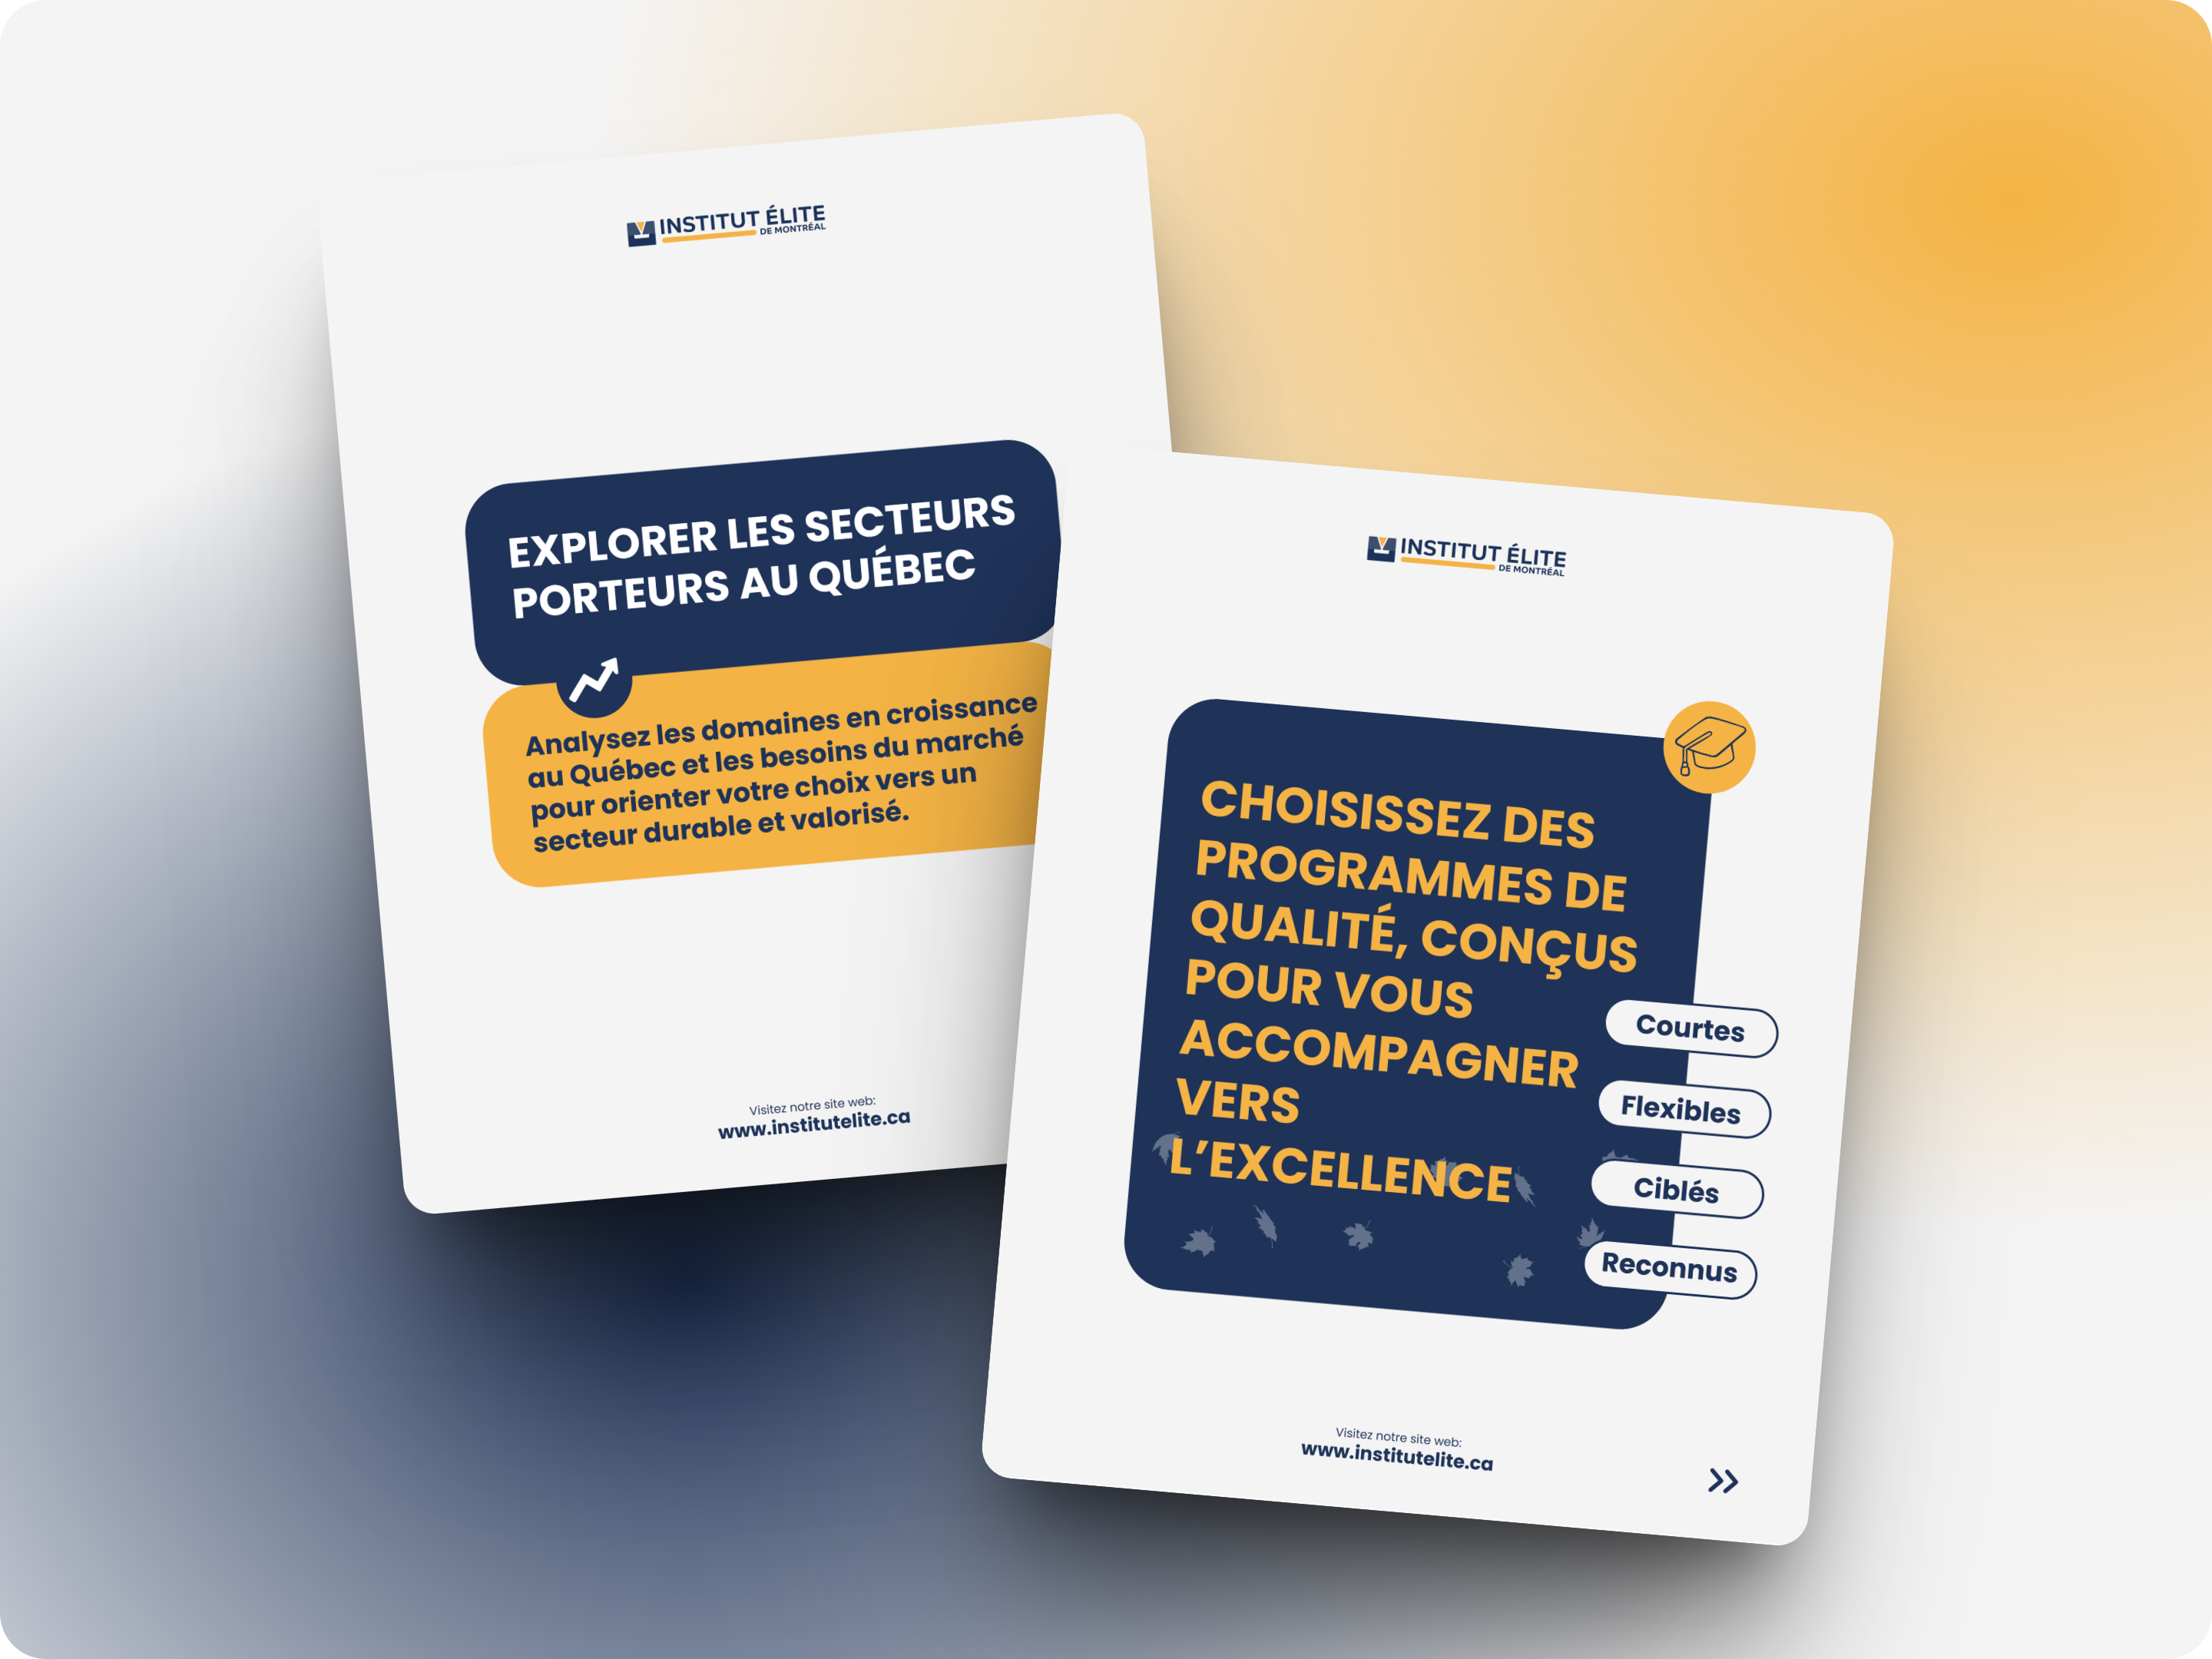 INSTITUT ÉLITE
DE MONTRÉAL
EXPLORER LES SECTEURS
PORTEURS AU QUÉBEC
Analysez les domaines en croissance
au Québec et les besoins du marché
pour orienter votre choix vers un
secteur durable et valorisé.
Visitez notre site web:
www.institutelite.ca
INSTITUT ÉLITE
DE MONTRÉAL
CHOISISSEZ DES
PROGRAMMES DE
QUALITÉ, CONÇUS
POUR VOUS
ACCOMPAGNER
VERS
L’EXCELLENCE
Courtes
Flexibles
Ciblés
Reconnus
Visitez notre site web:
www.institutelite.ca